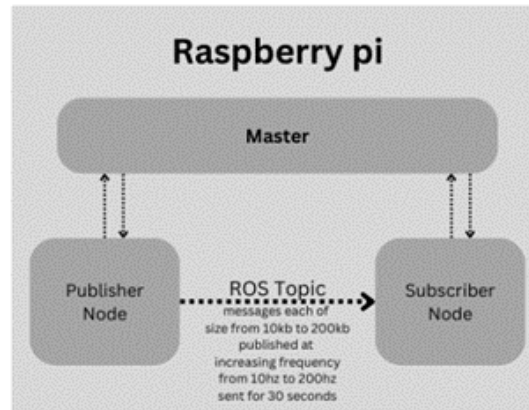 Raspberry pi
Master
Publisher
Node
ROS Topic
messages each of
size from 10kb to 200kb
published at
increasing frequency
from 10hz to 200hz
sent for 30 seconds
Subscriber
Node